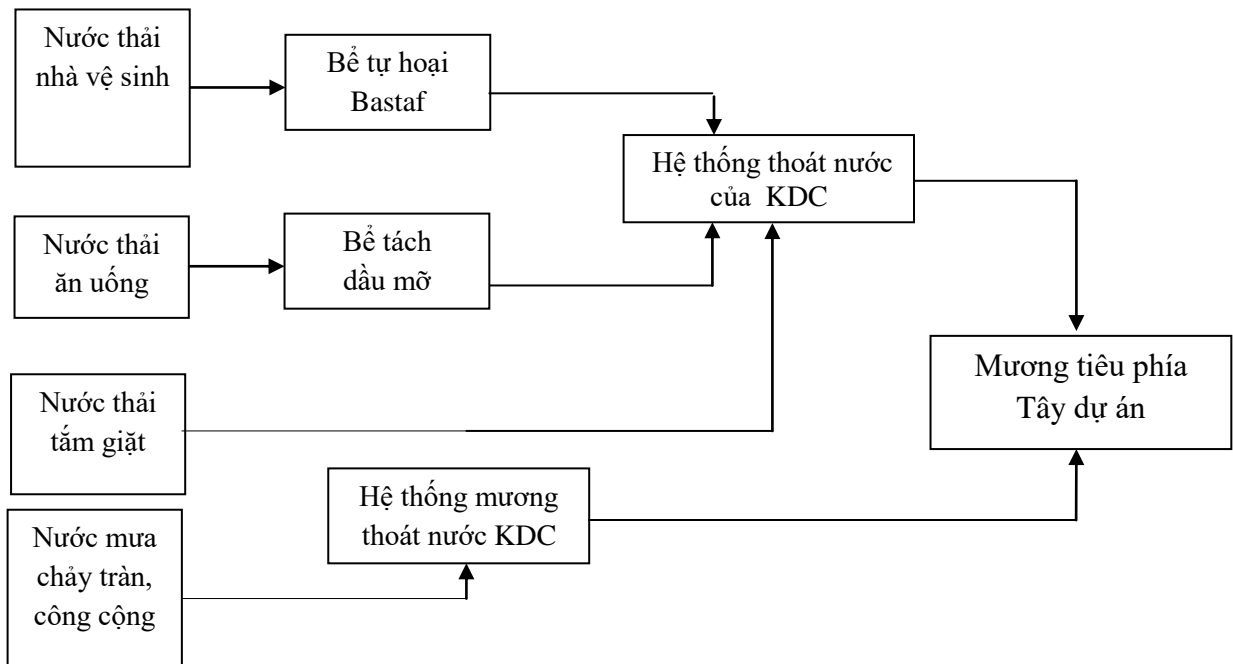 Nước thải
nhà vệ sinh
Bể tự hoại
Bastaf
Hệ thống thoát nước
của KDC
Nước thải
ăn uống
Bể tách
dầu mỡ
Mương tiêu phía
Tây dự án
Nước thải
tắm giặt
Hệ thống mương
thoát nước KDC
Nước mưa
chảy tràn,
công cộng